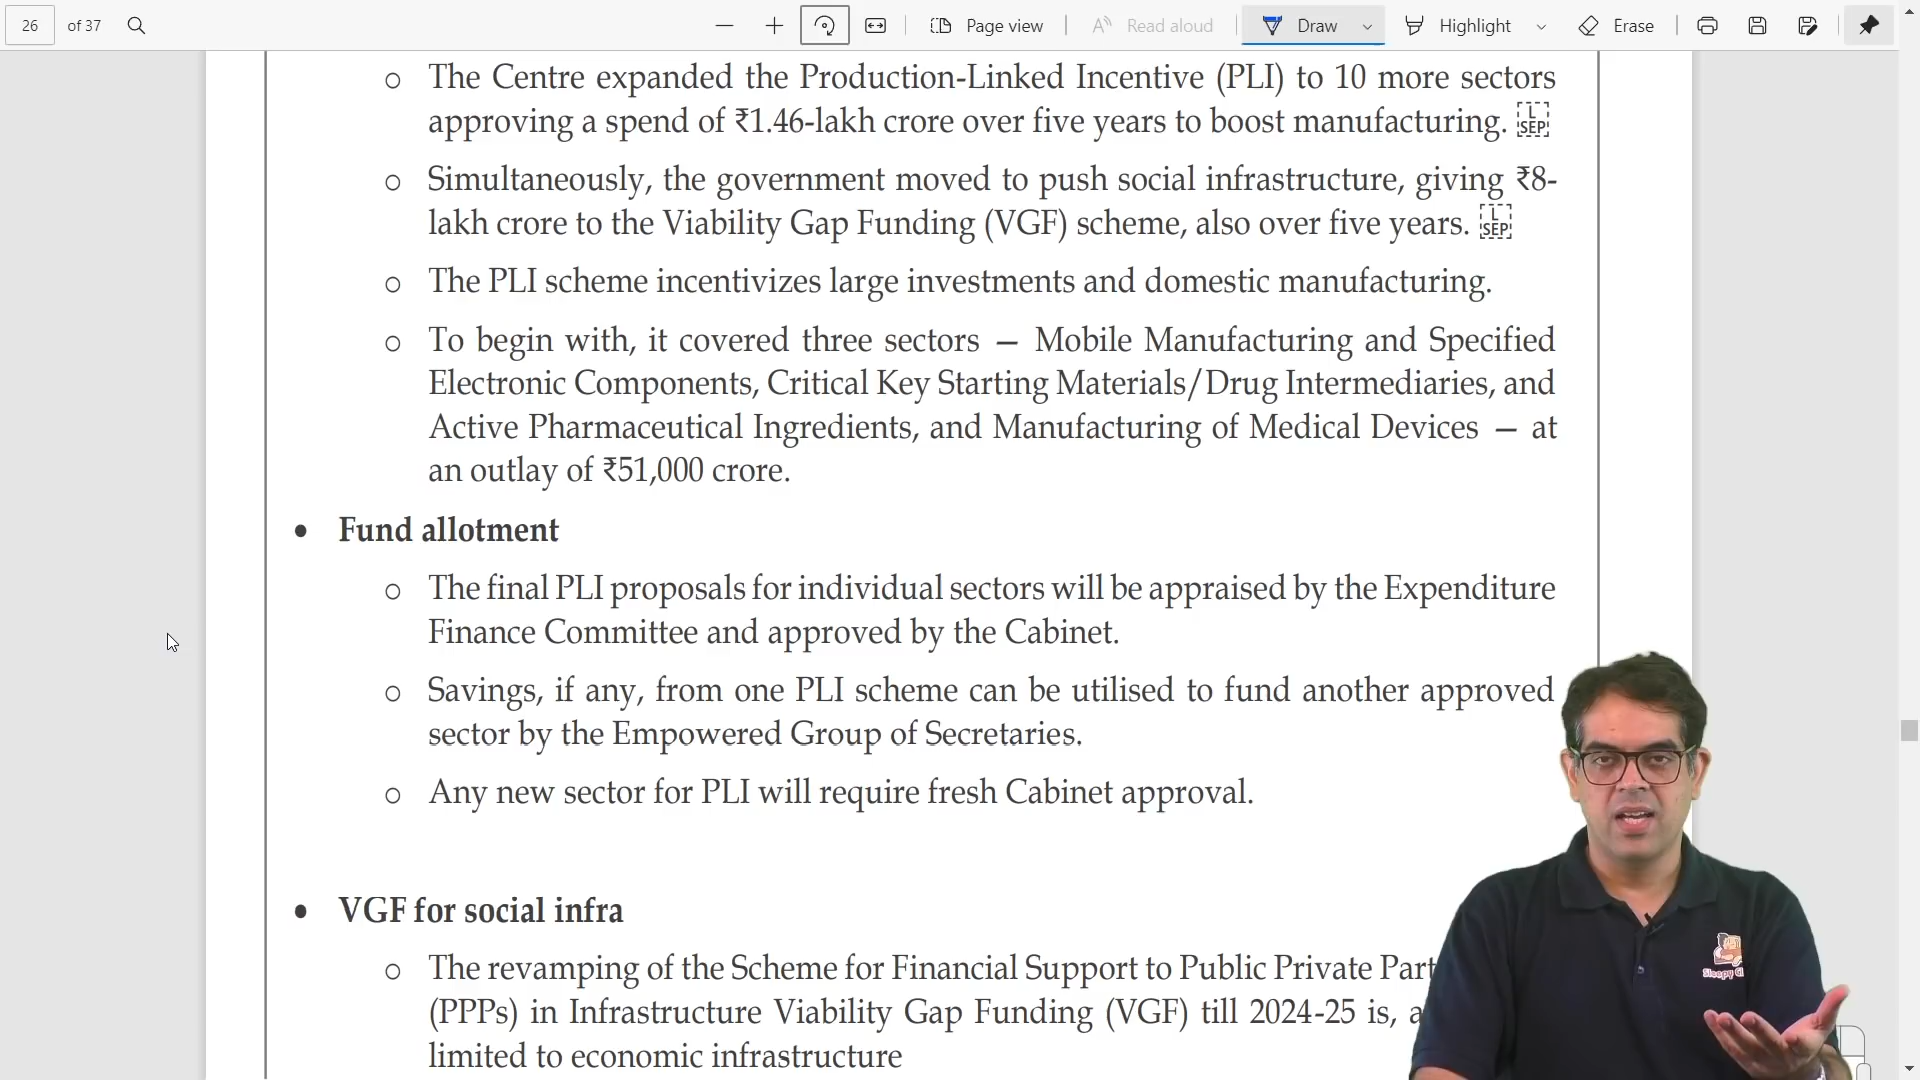 26 of 37
Page view
Read aloud
Draw
Highlight
Erase
o The Centre expanded the Production-Linked Incentive (PLI) to 10 more sectors
approving a spend of ₹1.46-lakh crore over five years to boost manufacturing. L SEP
o Simultaneously, the government moved to push social infrastructure, giving ₹8-
lakh crore to the Viability Gap Funding (VGF) scheme, also over five years. L SEP
o The PLI scheme incentivizes large investments and domestic manufacturing.
o To begin with, it covered three sectors — Mobile Manufacturing and Specified
Electronic Components, Critical Key Starting Materials/Drug Intermediaries, and
Active Pharmaceutical Ingredients, and Manufacturing of Medical Devices — at
an outlay of ₹51,000 crore.
• Fund allotment
o The final PLI proposals for individual sectors will be appraised by the Expenditure
Finance Committee and approved by the Cabinet.
o Savings, if any, from one PLI scheme can be utilised to fund another approved
sector by the Empowered Group of Secretaries.
o Any new sector for PLI will require fresh Cabinet approval.
• VGF for social infra
o The revamping of the Scheme for Financial Support to Public Private Part
(PPPs) in Infrastructure Viability Gap Funding (VGF) till 2024-25 is, a
limited to economic infrastructure
Sleepy